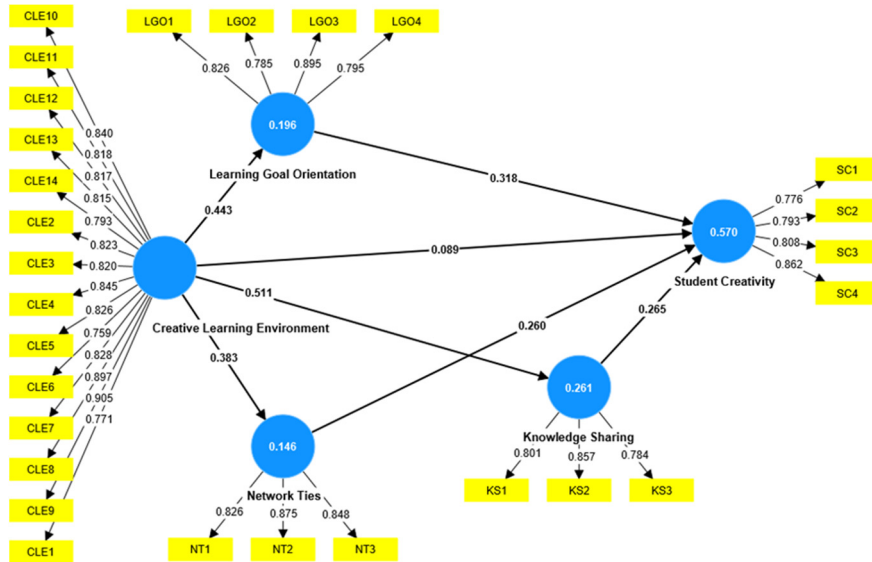 CLE10
CLE11
CLE12
CLE13
CLE14
CLE2
CLE3
CLE4
CLE5
CLE6
CLE7
CLE8
CLE9
CLE1
0.840
0.818
0.817
0.815
0.793
0.823
0.820
0.845
0.826
0.759
0.828
0.897
0.905
0.771
LGO1 LGO2 LGO3 LGO4
0.826 0.785 0.895 0.795
0.196
Learning Goal Orientation
0.443
0.318
0.089
0.511
Creative Learning Environment
0.383
0.260
0.265
0.146
Network Ties
0.826 0.875 0.848
NT1 NT2 NT3
0.261
Knowledge Sharing
0.801 0.857 0.784
KS1 KS2 KS3
0.570
Student Creativity
0.776
0.793
0.808
0.862
SC1
SC2
SC3
SC4